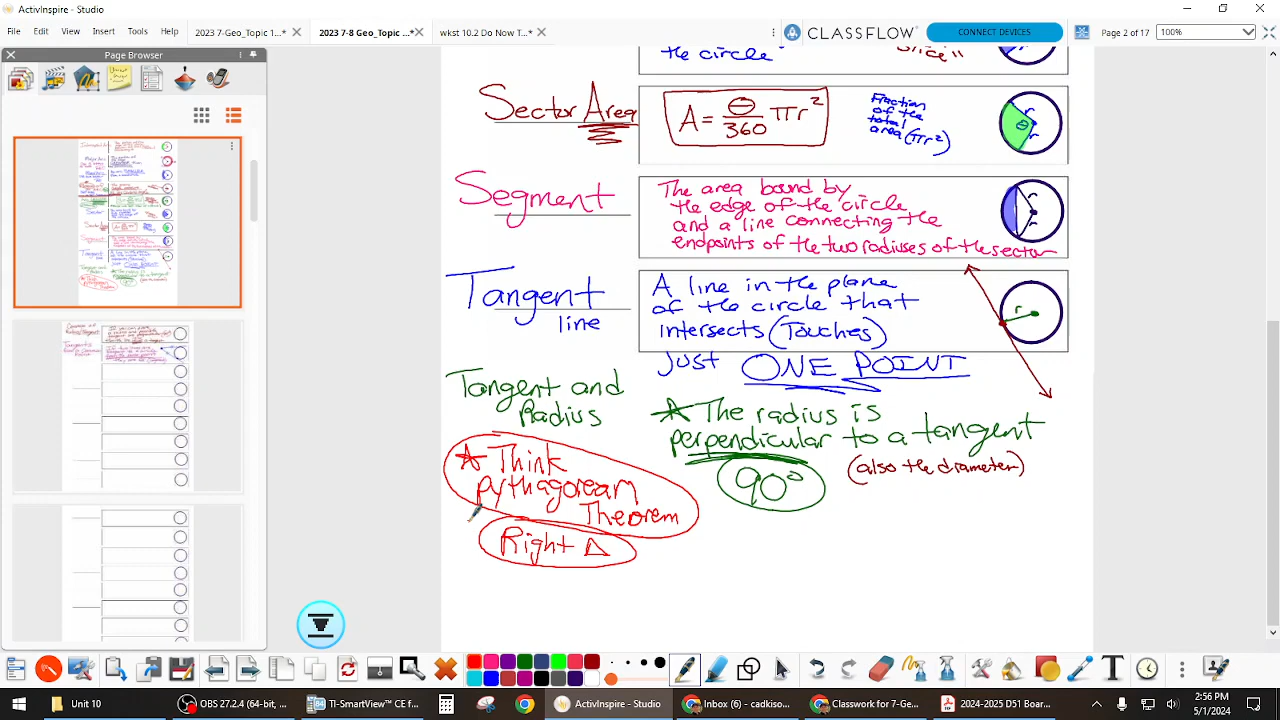 ActivInspire - Studio
File Edit View Insert Tools Help
2023 7-Geo_Topic 1...*
2023 7-8 Geo_Topic...*
wkst 10.2 Do Now T...*
CLASSFLOW
CONNECT DEVICES
Page 2 of 17
100%
Page Browser
the circle
slice"
Sector Area
A = θ/360 πr²
Fraction
of the
total
area (πr²)
r
θ
r
Segment
The area bound by
the edge of the circle
and a line connecting the
endpoints of the two radiuses of the sector
r
r
Tangent
line
A line in the plane
of the circle that
intersects (Touches)
just ONE POINT
r
Tangent and
Radius
★ The radius is
perpendicular to a tangent
90°
(also the diameter)
★ Think
pythagorean
Theorem
Right Δ
T
Unit 10
OBS 27.2.4 (64-bit, ...
TI-SmartView™ CE F...
ActivInspire - Studio
Inbox (6) - cadkiso...
Classwork for 7-Ge...
2024-2025 D51 Boar...
2:56 PM
5/1/2024